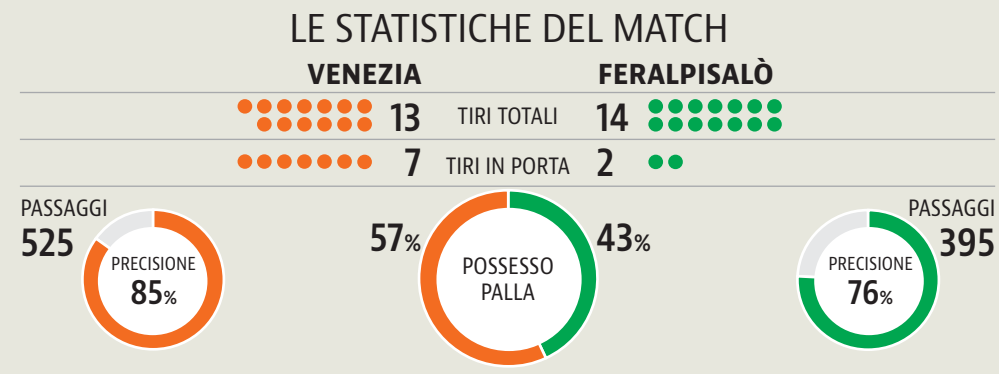 LE STATISTICHE DEL MATCH
VENEZIA FERALPISALÒ
13 TIRI TOTALI 14
7 TIRI IN PORTA 2
PASSAGGI
525
PRECISIONE
85%
57% 43%
POSSESSO
PALLA
PASSAGGI
395
PRECISIONE
76%